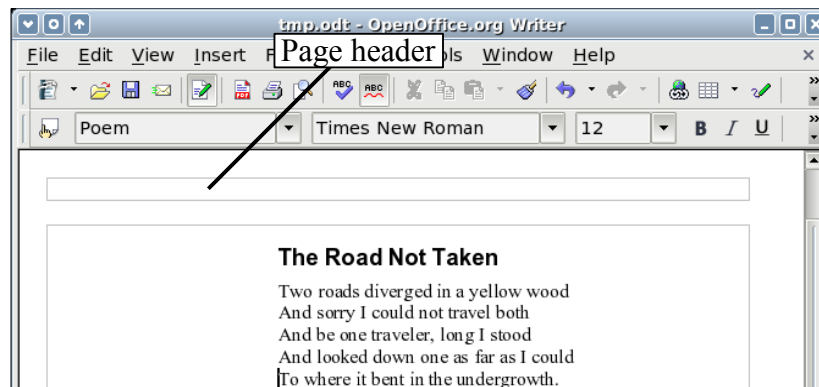 tmp.odt - OpenOffice.org Writer
Page header
File Edit View Insert F ols Window Help
ABC ABC
Poem Times New Roman 12 B I U
The Road Not Taken
Two roads diverged in a yellow wood
And sorry I could not travel both
And be one traveler, long I stood
And looked down one as far as I could
To where it bent in the undergrowth.